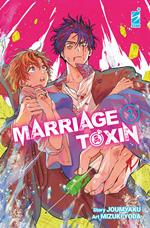 MARRIAGE
TOXIN
Story JOUMYAKU
Art MIZUKI YODA